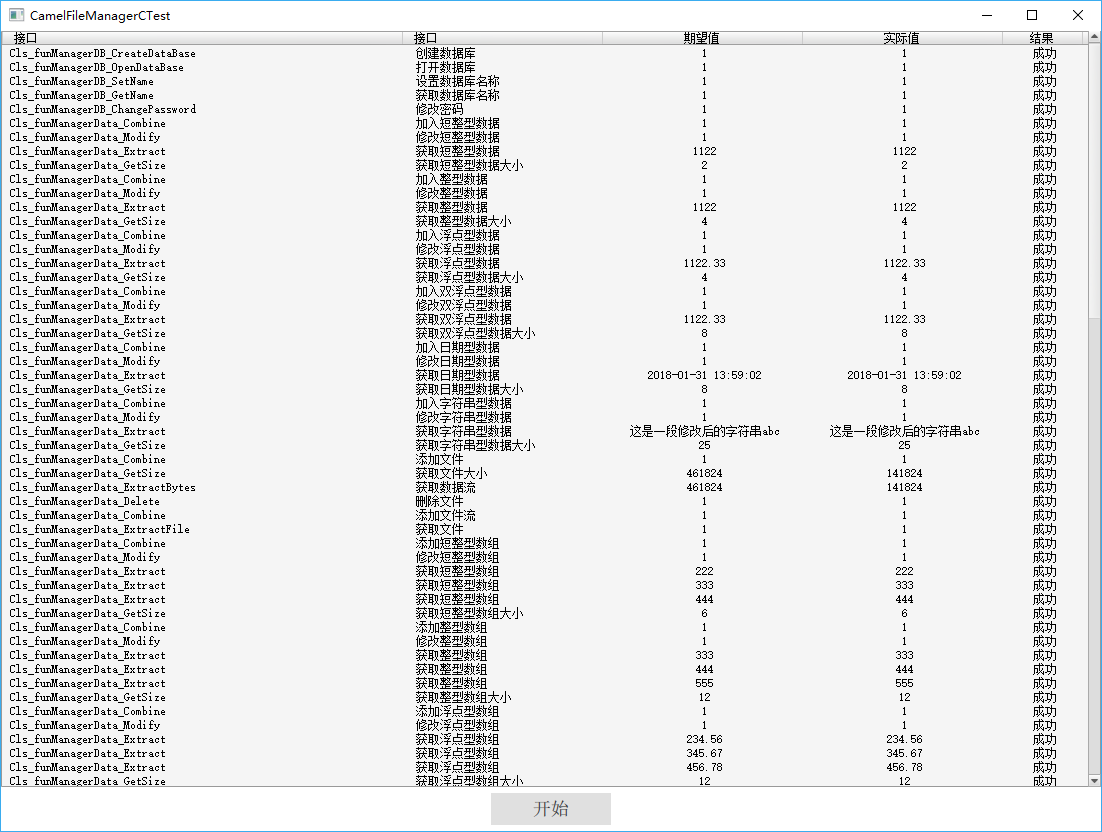 CamelFileManagerCTest
接口 接口 期望值 实际值 结果
Cls_funManagerDB_CreateDataBase 创建数据库 1 1 成功
Cls_funManagerDB_OpenDataBase 打开数据库 1 1 成功
Cls_funManagerDB_SetName 设置数据库名称 1 1 成功
Cls_funManagerDB_GetName 获取数据库名称 1 1 成功
Cls_funManagerDB_ChangePassword 修改密码 1 1 成功
Cls_funManagerData_Combine 加入短整型数据 1 1 成功
Cls_funManagerData_Modify 修改短整型数据 1 1 成功
Cls_funManagerData_Extract 获取短整型数据 1122 1122 成功
Cls_funManagerData_GetSize 获取短整型数据大小 2 2 成功
Cls_funManagerData_Combine 加入整型数据 1 1 成功
Cls_funManagerData_Modify 修改整型数据 1 1 成功
Cls_funManagerData_Extract 获取整型数据 1122 1122 成功
Cls_funManagerData_GetSize 获取整型数据大小 4 4 成功
Cls_funManagerData_Combine 加入浮点型数据 1 1 成功
Cls_funManagerData_Modify 修改浮点型数据 1 1 成功
Cls_funManagerData_Extract 获取浮点型数据 1122.33 1122.33 成功
Cls_funManagerData_GetSize 获取浮点型数据大小 4 4 成功
Cls_funManagerData_Combine 加入双浮点型数据 1 1 成功
Cls_funManagerData_Modify 修改双浮点型数据 1 1 成功
Cls_funManagerData_Extract 获取双浮点型数据 1122.33 1122.33 成功
Cls_funManagerData_GetSize 获取双浮点型数据大小 8 8 成功
Cls_funManagerData_Combine 加入日期型数据 1 1 成功
Cls_funManagerData_Modify 修改日期型数据 1 1 成功
Cls_funManagerData_Extract 获取日期型数据 2018-01-31 13:59:02 2018-01-31 13:59:02 成功
Cls_funManagerData_GetSize 获取日期型数据大小 8 8 成功
Cls_funManagerData_Combine 加入字符串型数据 1 1 成功
Cls_funManagerData_Modify 修改字符串型数据 1 1 成功
Cls_funManagerData_Extract 获取字符串型数据 这是一段修改后的字符串abc 这是一段修改后的字符串abc 成功
Cls_funManagerData_GetSize 获取字符串型数据大小 25 25 成功
Cls_funManagerData_Combine 添加文件 1 1 成功
Cls_funManagerData_GetSize 获取文件大小 461824 141824 成功
Cls_funManagerData_ExtractBytes 获取数据流 461824 141824 成功
Cls_funManagerData_Delete 删除文件 1 1 成功
Cls_funManagerData_Combine 添加文件流 1 1 成功
Cls_funManagerData_ExtractFile 获取文件 1 1 成功
Cls_funManagerData_Combine 添加短整型数组 1 1 成功
Cls_funManagerData_Modify 修改短整型数组 1 1 成功
Cls_funManagerData_Extract 获取短整型数组 222 222 成功
Cls_funManagerData_Extract 获取短整型数组 333 333 成功
Cls_funManagerData_Extract 获取短整型数组 444 444 成功
Cls_funManagerData_GetSize 获取短整型数组大小 6 6 成功
Cls_funManagerData_Combine 添加整型数组 1 1 成功
Cls_funManagerData_Modify 修改整型数组 1 1 成功
Cls_funManagerData_Extract 获取整型数组 333 333 成功
Cls_funManagerData_Extract 获取整型数组 444 444 成功
Cls_funManagerData_Extract 获取整型数组 555 555 成功
Cls_funManagerData_GetSize 获取整型数组大小 12 12 成功
Cls_funManagerData_Combine 添加浮点型数组 1 1 成功
Cls_funManagerData_Modify 修改浮点型数组 1 1 成功
Cls_funManagerData_Extract 获取浮点型数组 234.56 234.56 成功
Cls_funManagerData_Extract 获取浮点型数组 345.67 345.67 成功
Cls_funManagerData_Extract 获取浮点型数组 456.78 456.78 成功
Cls_funManagerData_GetSize 获取浮点型数组大小 12 12 成功
开始